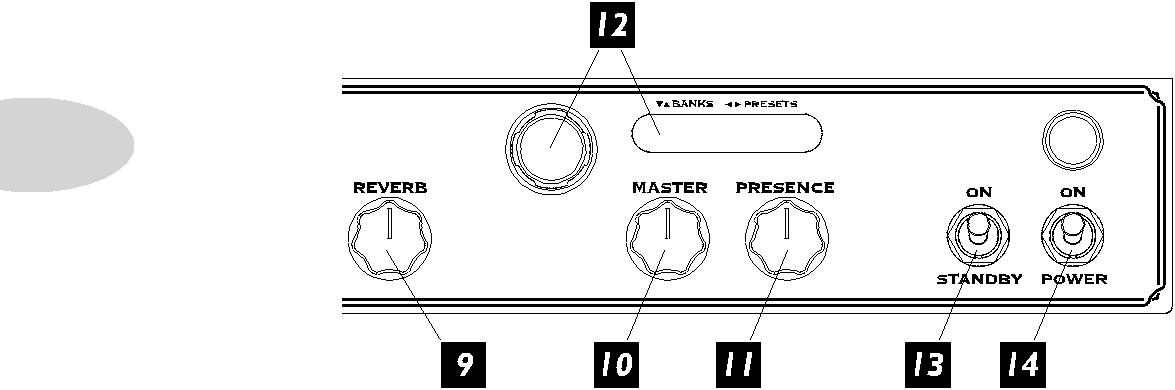 12
▼▲BANKS ◄►PRESETS
REVERB MASTER PRESENCE ON ON
STANDBY POWER
9 10 11 13 14